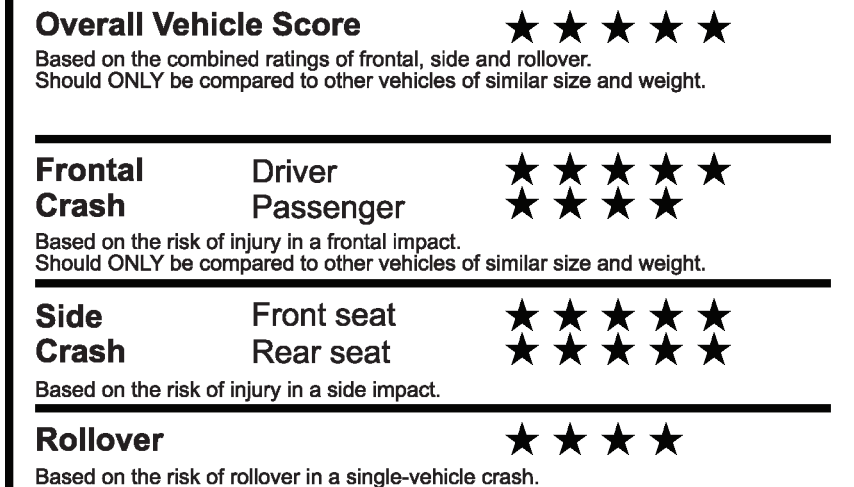 Overall Vehicle Score ★ ★ ★ ★ ★
Based on the combined ratings of frontal, side and rollover.
Should ONLY be compared to other vehicles of similar size and weight.
Frontal Driver ★ ★ ★ ★ ★
Crash Passenger ★ ★ ★ ★
Based on the risk of injury in a frontal impact.
Should ONLY be compared to other vehicles of similar size and weight.
Side Front seat ★ ★ ★ ★ ★
Crash Rear seat ★ ★ ★ ★ ★
Based on the risk of injury in a side impact.
Rollover ★ ★ ★ ★
Based on the risk of rollover in a single-vehicle crash.